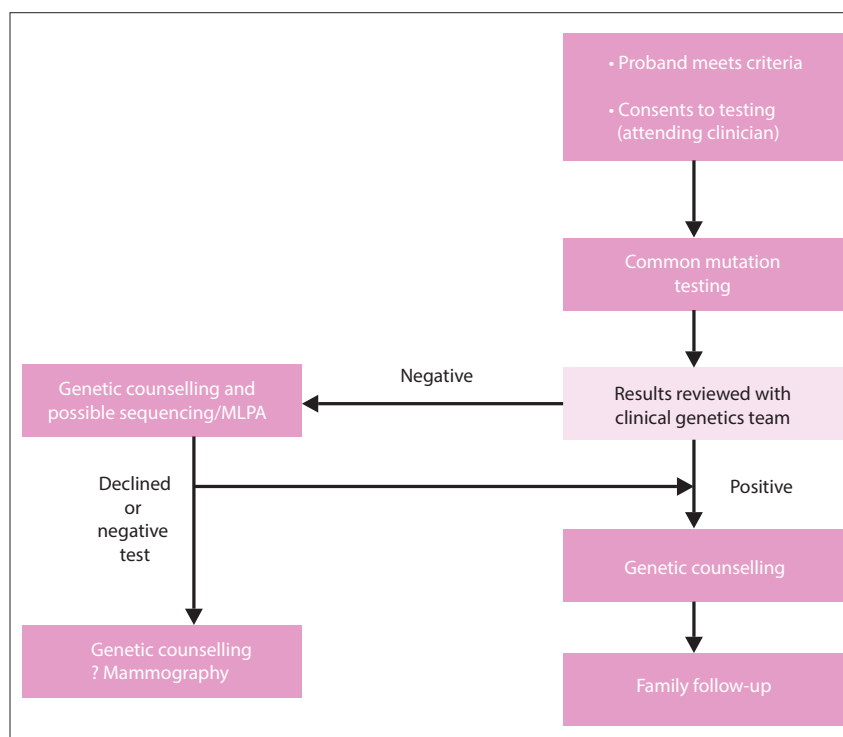 • Proband meets criteria
• Consents to testing
(attending clinician)
Common mutation
testing
Results reviewed with
clinical genetics team
Negative
Genetic counselling and
possible sequencing/MLPA
Declined
or
negative
test
Positive
Genetic counselling
Genetic counselling
? Mammography
Family follow-up